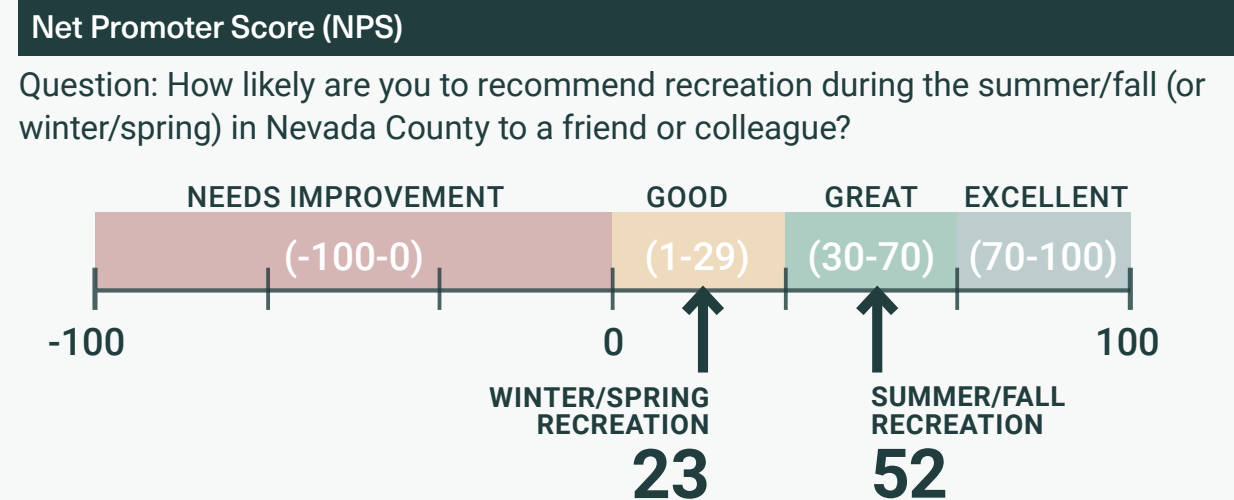 Net Promoter Score (NPS)
Question: How likely are you to recommend recreation during the summer/fall (or
winter/spring) in Nevada County to a friend or colleague?
NEEDS IMPROVEMENT GOOD GREAT EXCELLENT
(-100-0) (1-29) (30-70) (70-100)
-100 0 100
WINTER/SPRING
RECREATION
23
SUMMER/FALL
RECREATION
52